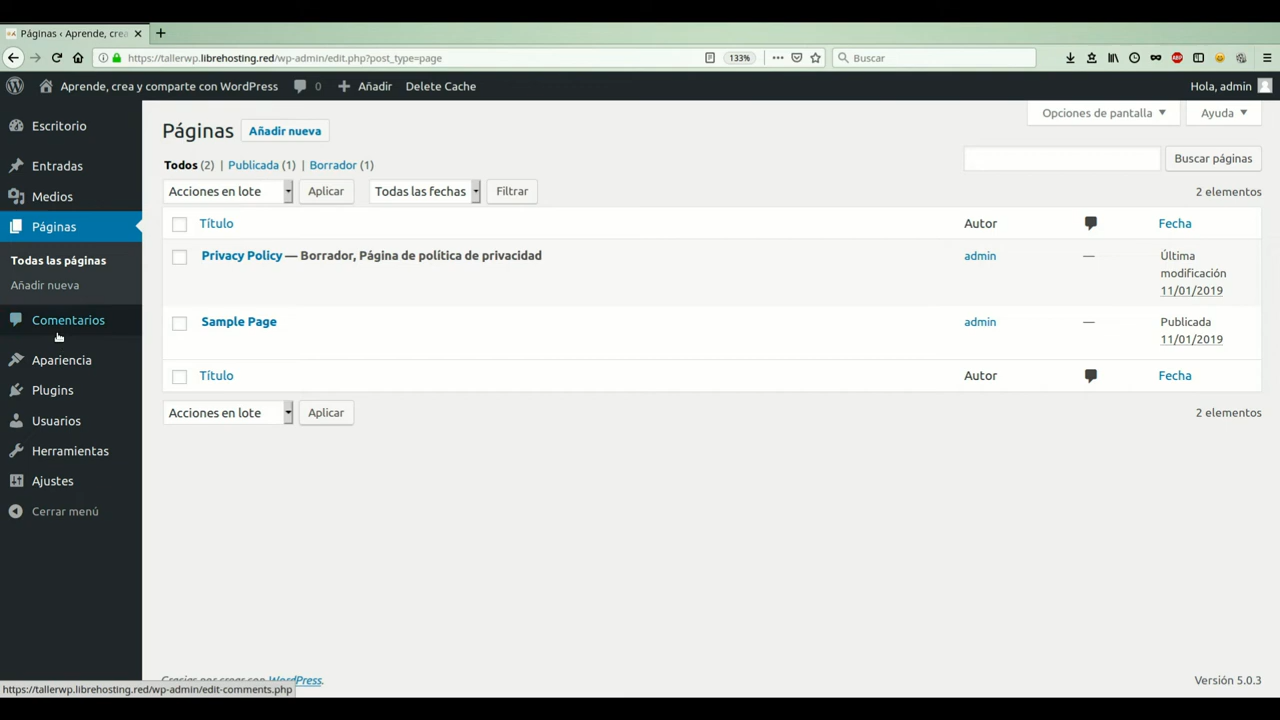 Páginas ‹ Aprende, crea
https://tallerwp.librehosting.red/wp-admin/edit.php?post_type=page
133%
Buscar
Aprende, crea y comparte con WordPress
0
Añadir
Delete Cache
Hola, admin
Escritorio
Entradas
Medios
Páginas
Todas las páginas
Añadir nueva
Comentarios
Apariencia
Plugins
Usuarios
Herramientas
Ajustes
Cerrar menú
Opciones de pantalla
Ayuda
Páginas
Añadir nueva
Todos (2) | Publicada (1) | Borrador (1)
Buscar páginas
Acciones en lote
Aplicar
Todas las fechas
Filtrar
2 elementos
Título
Autor
Fecha
Privacy Policy — Borrador, Página de política de privacidad
admin
—
Última
modificación
11/01/2019
Sample Page
admin
—
Publicada
11/01/2019
Título
Autor
Fecha
Acciones en lote
Aplicar
2 elementos
Gracias por crear con WordPress.
Versión 5.0.3
https://tallerwp.librehosting.red/wp-admin/edit-comments.php